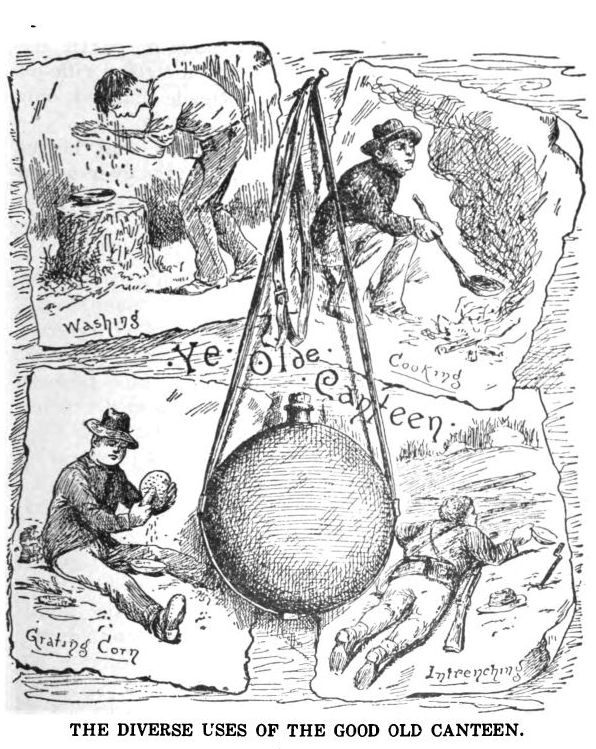 Washing
Cooking
·Ye· Olde·
Canteen·
Grating Corn
Intrenching
THE DIVERSE USES OF THE GOOD OLD CANTEEN.